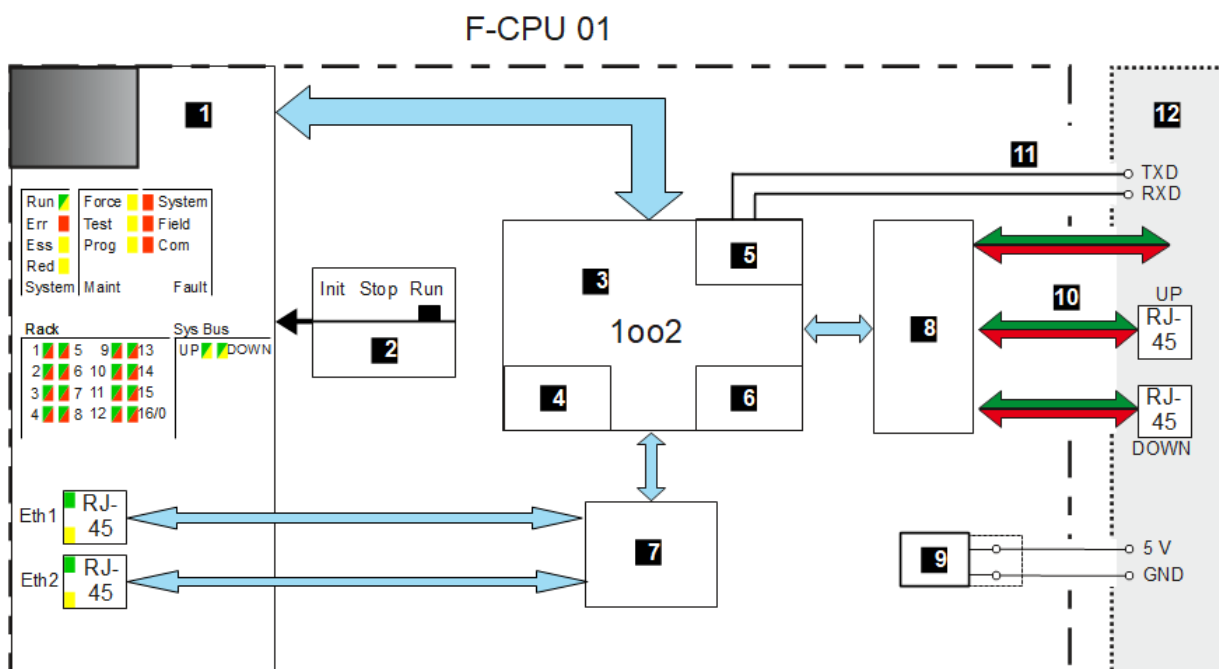 F-CPU 01
1
12
11
TXD
RXD
Run Force System
Err Test Field
Ess Prog Com
Red
System Maint Fault
5
3
Init Stop Run
10
UP
RJ-
45
1oo2
8
2
Rack Sys Bus
1 5 9 13 UP DOWN
2 6 10 14
3 7 11 15
4 8 12 16/0
4
6
RJ-
45
DOWN
Eth1 RJ-
45
7
9
5 V
GND
Eth2 RJ-
45